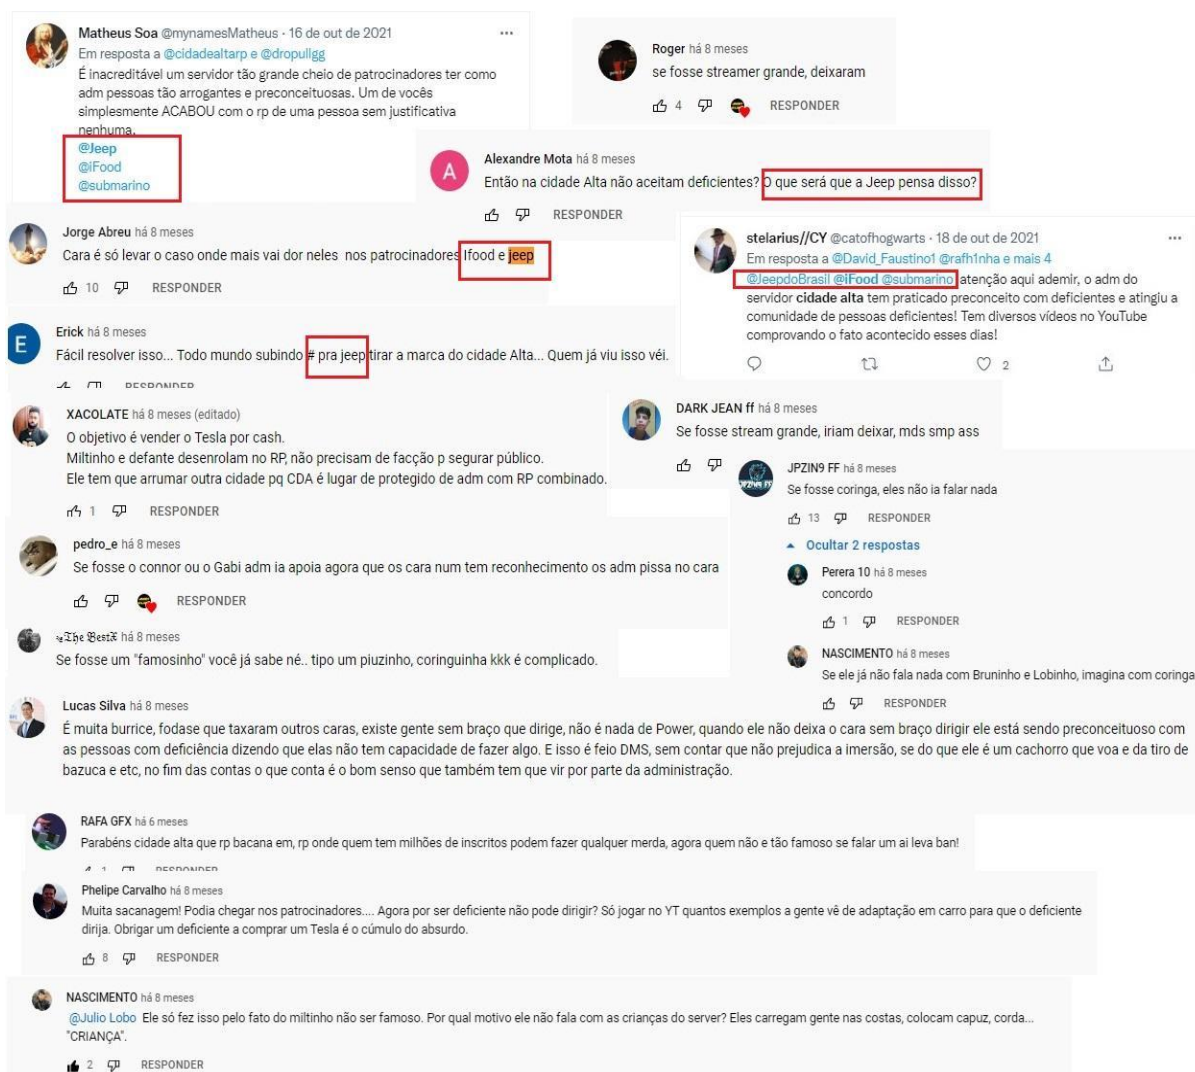 Matheus Soa @mynamesMatheus · 16 de out de 2021
Em resposta a @cidadealtarp e @dropullgg
É inacreditável um servidor tão grande cheio de patrocinadores ter como
adm pessoas tão arrogantes e preconceituosas. Um de vocês
simplesmente ACABOU com o rp de uma pessoa sem justificativa
nenhuma.
@Jeep
@iFood
@submarino
Roger há 8 meses
se fosse streamer grande, deixaram
4 RESPONDER
A
Alexandre Mota há 8 meses
Então na cidade Alta não aceitam deficientes? O que será que a Jeep pensa disso?
RESPONDER
Jorge Abreu há 8 meses
Cara é só levar o caso onde mais vai dor neles nos patrocinadores Ifood e jeep
10 RESPONDER
stelarius//CY @catofhogwarts · 18 de out de 2021
Em resposta a @David_Faustino1 @rafh1nha e mais 4
@JeepdoBrasil @iFood @submarino atenção aqui ademir, o adm do
servidor cidade alta tem praticado preconceito com deficientes e atingiu a
comunidade de pessoas deficientes! Tem diversos vídeos no YouTube
comprovando o fato acontecido esses dias!
2
E
Erick há 8 meses
Fácil resolver isso... Todo mundo subindo # pra jeep tirar a marca do cidade Alta... Quem já viu isso véi.
RESPONDER
XACOLATE há 8 meses (editado)
O objetivo é vender o Tesla por cash.
Miltinho e defante desenrolam no RP, não precisam de facção p segurar público.
Ele tem que arrumar outra cidade pq CDA é lugar de protegido de adm com RP combinado.
1 RESPONDER
DARK JEAN ff há 8 meses
Se fosse stream grande, iriam deixar, mds smp ass
JPZIN9 FF há 8 meses
Se fosse coringa, eles não ia falar nada
13 RESPONDER
Ocultar 2 respostas
Perera 10 há 8 meses
concordo
1 RESPONDER
NASCIMENTO há 8 meses
Se ele já não fala nada com Bruninho e Lobinho, imagina com coringa
RESPONDER
pedro_e há 8 meses
Se fosse o connor ou o Gabi adm ia apoia agora que os cara num tem reconhecimento os adm pissa no cara
RESPONDER
The Best há 8 meses
Se fosse um "famosinho" você já sabe né.. tipo um piuzinho, coringuinha kkk é complicado.
Lucas Silva há 8 meses
É muita burrice, fodase que taxaram outros caras, existe gente sem braço que dirige, não é nada de Power, quando ele não deixa o cara sem braço dirigir ele está sendo preconceituoso com
as pessoas com deficiência dizendo que elas não tem capacidade de fazer algo. E isso é feio DMS, sem contar que não prejudica a imersão, se do que ele é um cachorro que voa e da tiro de
bazuca e etc, no fim das contas o que conta é o bom senso que também tem que vir por parte da administração.
RAFA GFX há 6 meses
Parabéns cidade alta que rp bacana em, rp onde quem tem milhões de inscritos podem fazer qualquer merda, agora quem não e tão famoso se falar um ai leva ban!
1 RESPONDER
Phelipe Carvalho há 8 meses
Muita sacanagem! Podia chegar nos patrocinadores.... Agora por ser deficiente não pode dirigir? Só jogar no YT quantos exemplos a gente vê de adaptação em carro para que o deficiente
dirija. Obrigar um deficiente a comprar um Tesla é o cúmulo do absurdo.
8 RESPONDER
NASCIMENTO há 8 meses
@Julio Lobo Ele só fez isso pelo fato do miltinho não ser famoso. Por qual motivo ele não fala com as crianças do server? Eles carregam gente nas costas, colocam capuz, corda...
"CRIANÇA".
2 RESPONDER